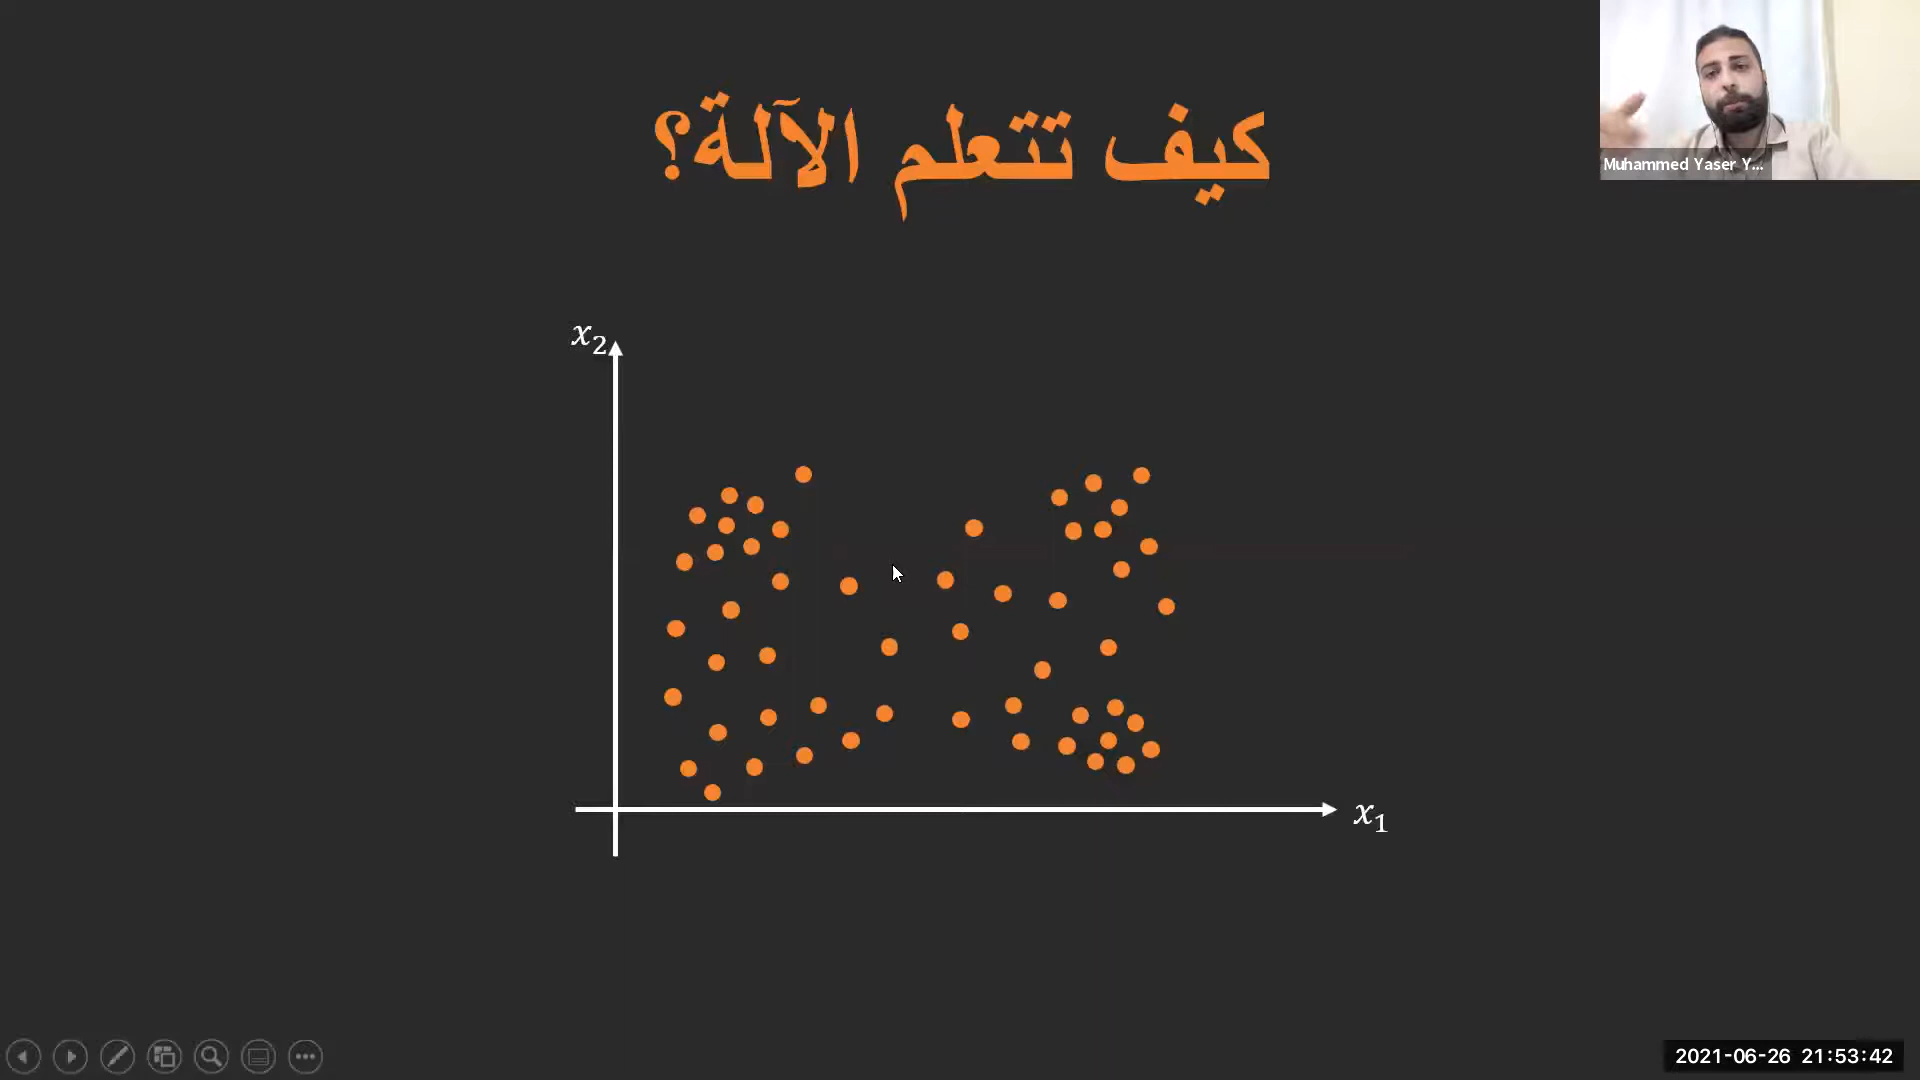 كيف تتعلم الآلة؟
Muhammed Yaser Y...
x₂
x₁
2021-06-26 21:53:42